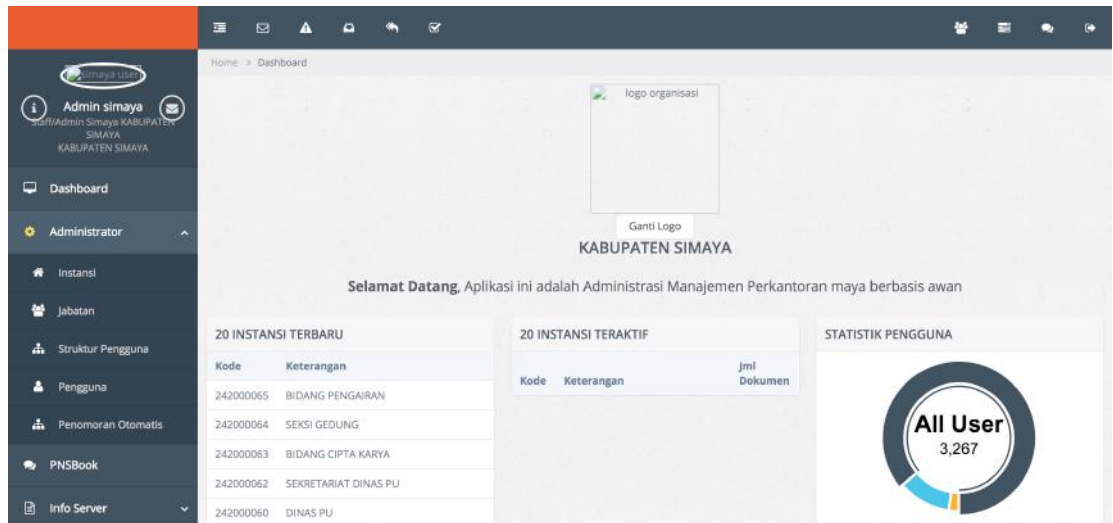 Home > Dashboard
simaya user
Admin simaya
Staff/Admin Simaya KABUPATEN
SIMAYA
KABUPATEN SIMAYA
Dashboard
Administrator
Instansi
Jabatan
Struktur Pengguna
Pengguna
Penomoran Otomatis
PNSBook
Info Server
logo organisasi
Ganti Logo
KABUPATEN SIMAYA
Selamat Datang, Aplikasi ini adalah Administrasi Manajemen Perkantoran maya berbasis awan
20 INSTANSI TERBARU
Kode Keterangan
242000065 BIDANG PENGAIRAN
242000064 SEKSI GEDUNG
242000063 BIDANG CIPTA KARYA
242000062 SEKRETARIAT DINAS PU
242000060 DINAS PU
20 INSTANSI TERAKTIF
Kode Keterangan Jml
Dokumen
STATISTIK PENGGUNA
All User
3,267